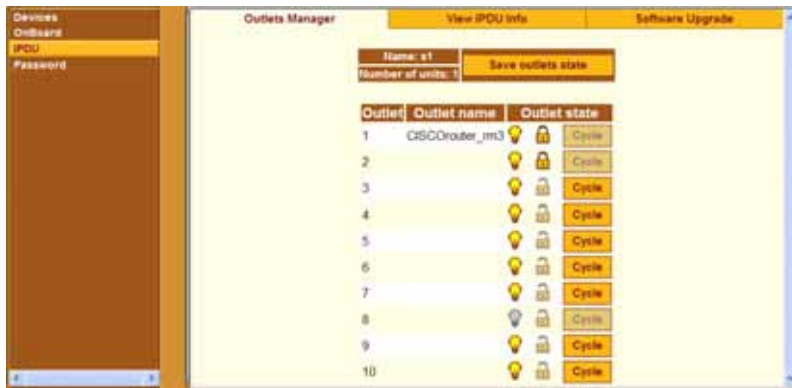 Devices
OnBoard
IPDU
Password
Outlets Manager
View IPDU Info
Software Upgrade
Name: s1
Number of units: 1
Save outlets state
Outlet Outlet name Outlet state
1 CISCOrouter_rm3 Cycle
2 Cycle
3 Cycle
4 Cycle
5 Cycle
6 Cycle
7 Cycle
8 Cycle
9 Cycle
10 Cycle